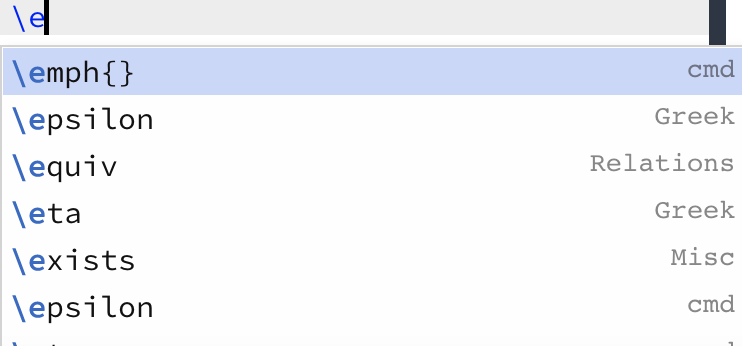 \e
\emph{} cmd
\epsilon Greek
\equiv Relations
\eta Greek
\exists Misc
\epsilon cmd